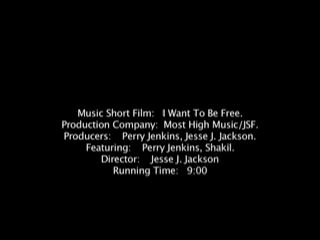 Music Short Film: I Want To Be Free.
Production Company: Most High Music/JSF.
Producers: Perry Jenkins, Jesse J. Jackson.
Featuring: Perry Jenkins, Shakil.
Director: Jesse J. Jackson
Running Time: 9:00